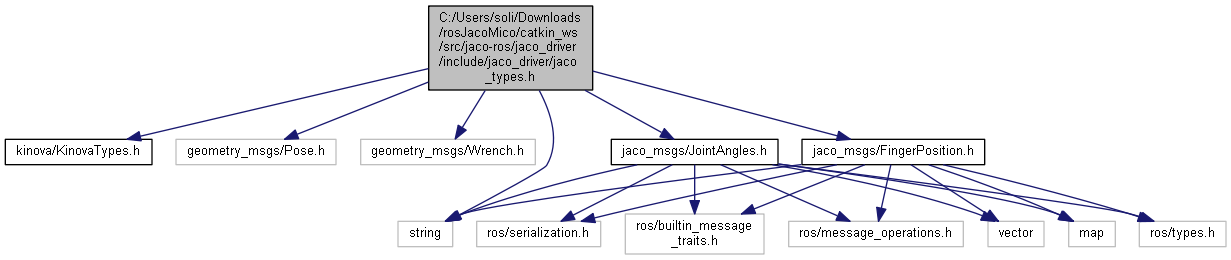 C:/Users/soli/Downloads
/rosJacoMico/catkin_ws
/src/jaco-ros/jaco_driver
/include/jaco_driver/jaco
_types.h
kinova/KinovaTypes.h
geometry_msgs/Pose.h
geometry_msgs/Wrench.h
jaco_msgs/JointAngles.h
jaco_msgs/FingerPosition.h
string
ros/serialization.h
ros/builtin_message
_traits.h
ros/message_operations.h
vector
map
ros/types.h